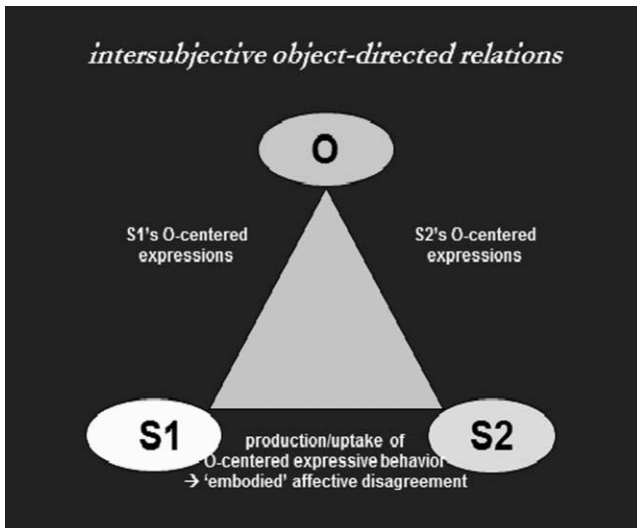 intersubjective object-directed relations
O
S1's O-centered
expressions
S2's O-centered
expressions
S1
S2
production/uptake of
O-centered expressive behavior
→ 'embodied' affective disagreement